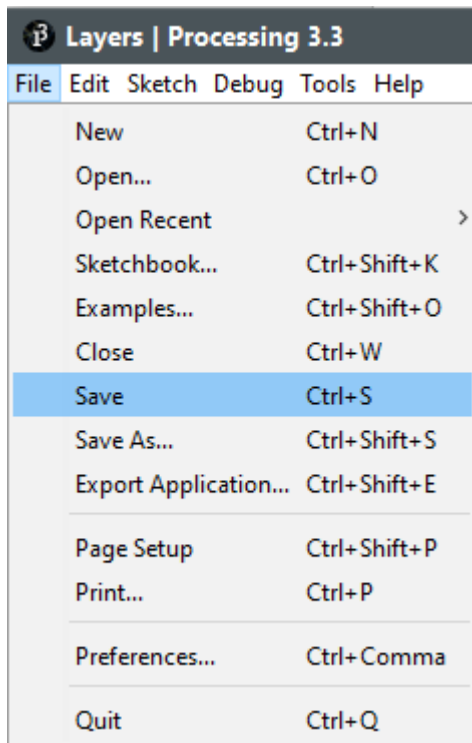 Layers | Processing 3.3
File Edit Sketch Debug Tools Help
New Ctrl+N
Open... Ctrl+O
Open Recent >
Sketchbook... Ctrl+Shift+K
Examples... Ctrl+Shift+O
Close Ctrl+W
Save Ctrl+S
Save As... Ctrl+Shift+S
Export Application... Ctrl+Shift+E
Page Setup Ctrl+Shift+P
Print... Ctrl+P
Preferences... Ctrl+Comma
Quit Ctrl+Q